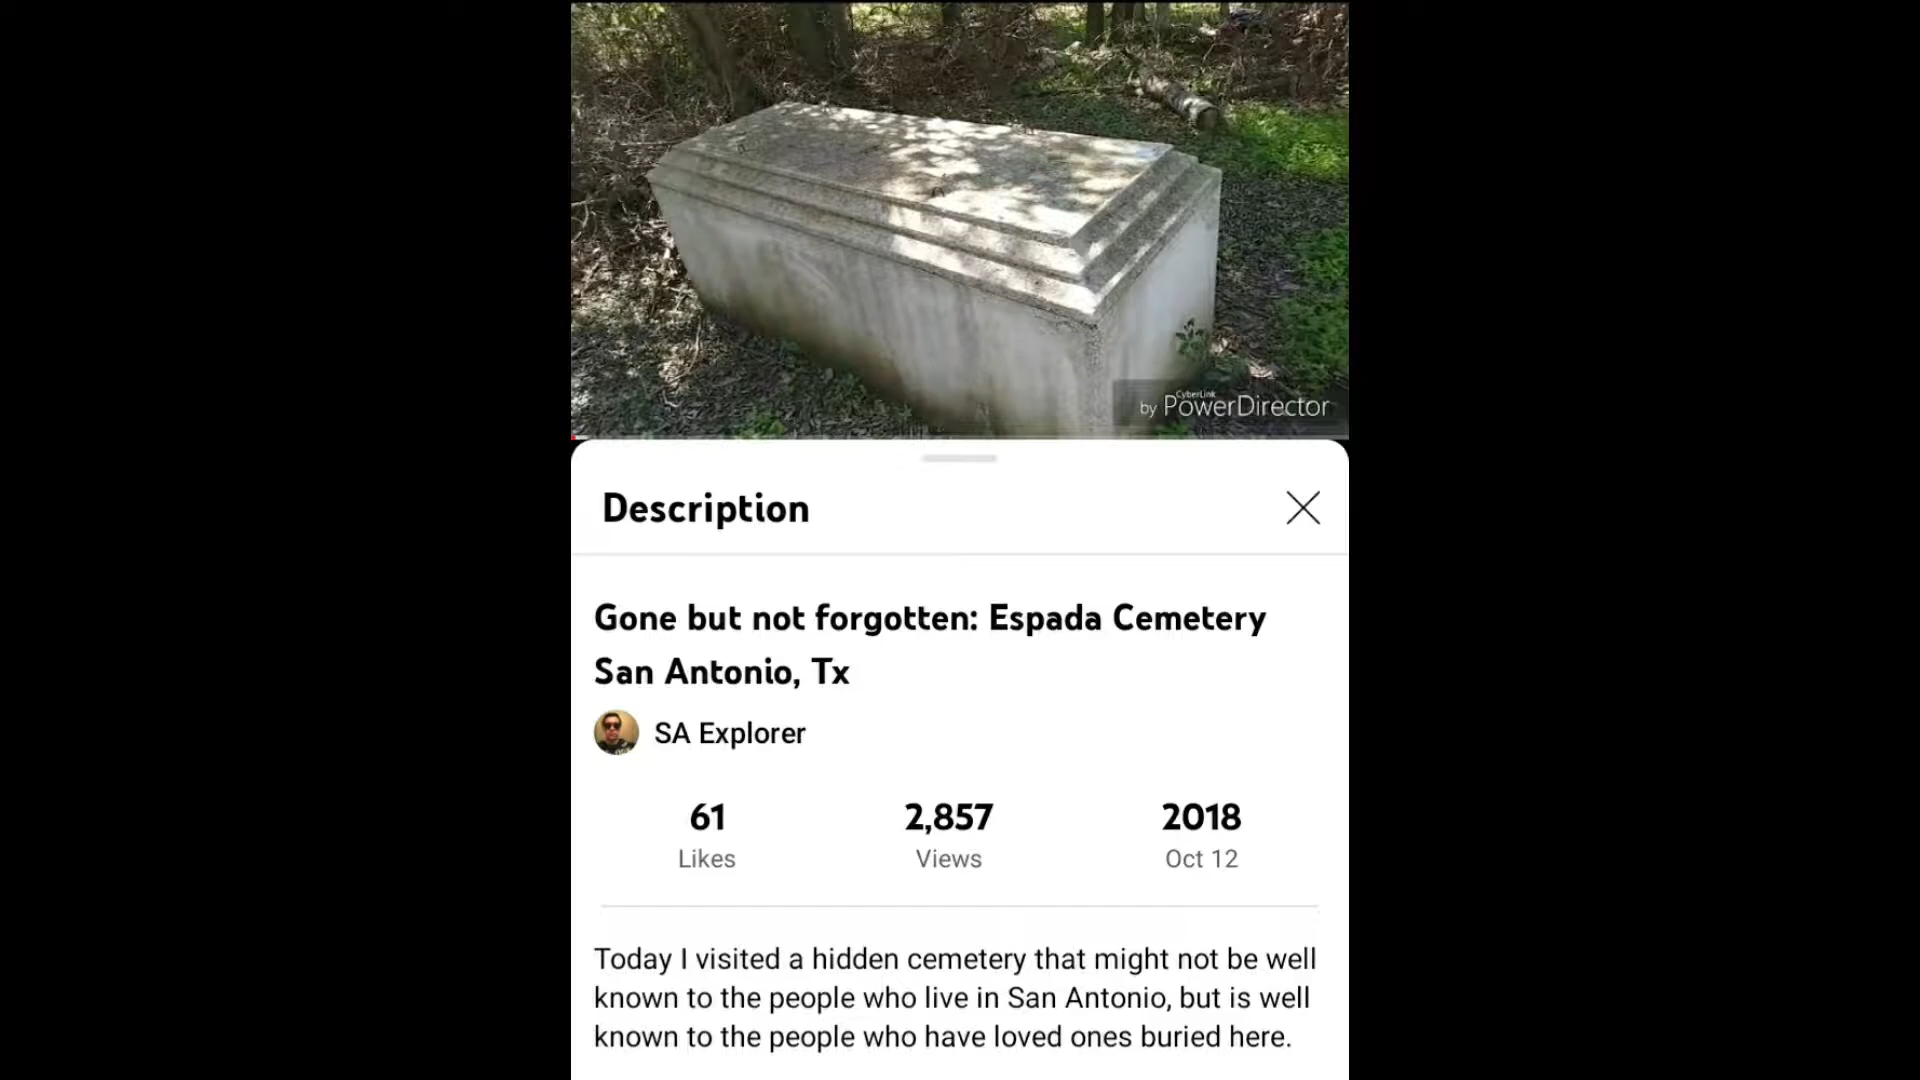 CyberLink
by PowerDirector
Description
Gone but not forgotten: Espada Cemetery
San Antonio, Tx
SA Explorer
61 2,857 2018
Likes Views Oct 12
Today I visited a hidden cemetery that might not be well
known to the people who live in San Antonio, but is well
known to the people who have loved ones buried here.